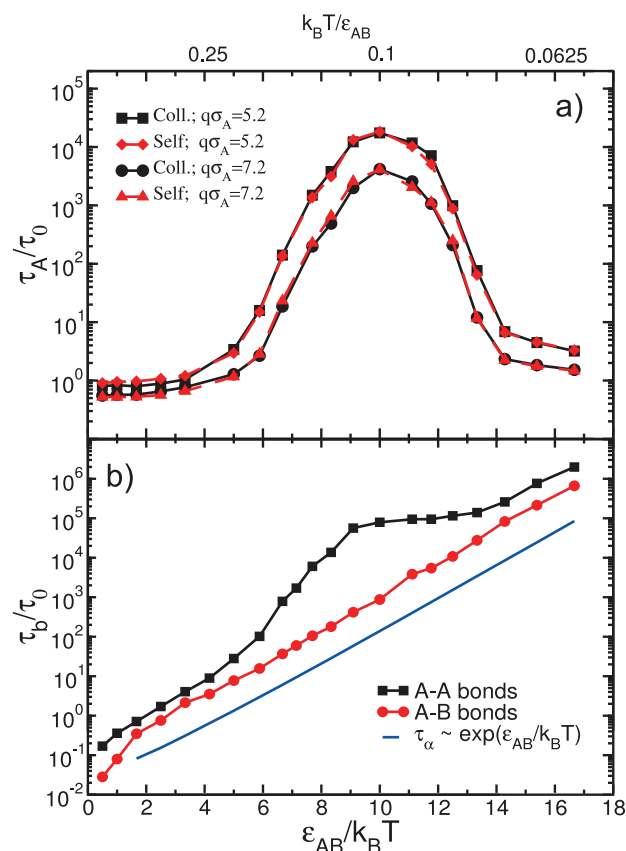 k_BT/ε_AB
0.25 0.1 0.0625
a)
Coll.; qσ_A=5.2
Self; qσ_A=5.2
Coll.; qσ_A=7.2
Self; qσ_A=7.2
10^5
10^4
10^3
10^2
10^1
10^0
τ_A/τ_0
b)
10^6
10^5
10^4
10^3
10^2
10^1
10^0
10^-1
10^-2
τ_b/τ_0
A-A bonds
A-B bonds
τ_α ~ exp(ε_AB/k_BT)
0 2 4 6 8 10 12 14 16 18
ε_AB/k_BT